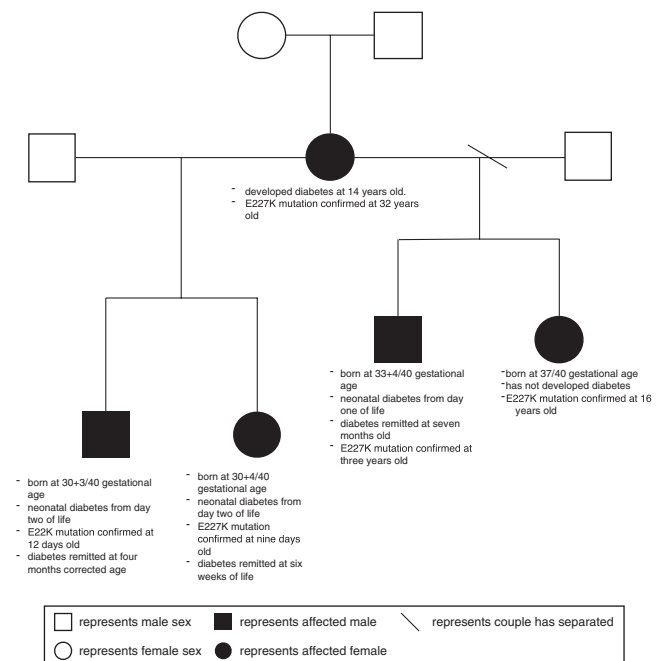 - developed diabetes at 14 years old.
- E227K mutation confirmed at 32 years
old
- born at 33+4/40 gestational
age
- neonatal diabetes from day
one of life
- diabetes remitted at seven
months old
- E227K mutation confirmed at
three years old
-born at 37/40 gestational age
-has not developed diabetes
-E227K mutation confirmed at 16
years old
- born at 30+3/40 gestational
age
- neonatal diabetes from day
two of life
- E22K mutation confirmed at
12 days old
- diabetes remitted at four
months corrected age
- born at 30+4/40
gestational age
- neonatal diabetes from
day two of life
- E227K mutation
confirmed at nine days
old
- diabetes remitted at six
weeks of life
represents male sex represents affected male represents couple has separated
represents female sex represents affected female